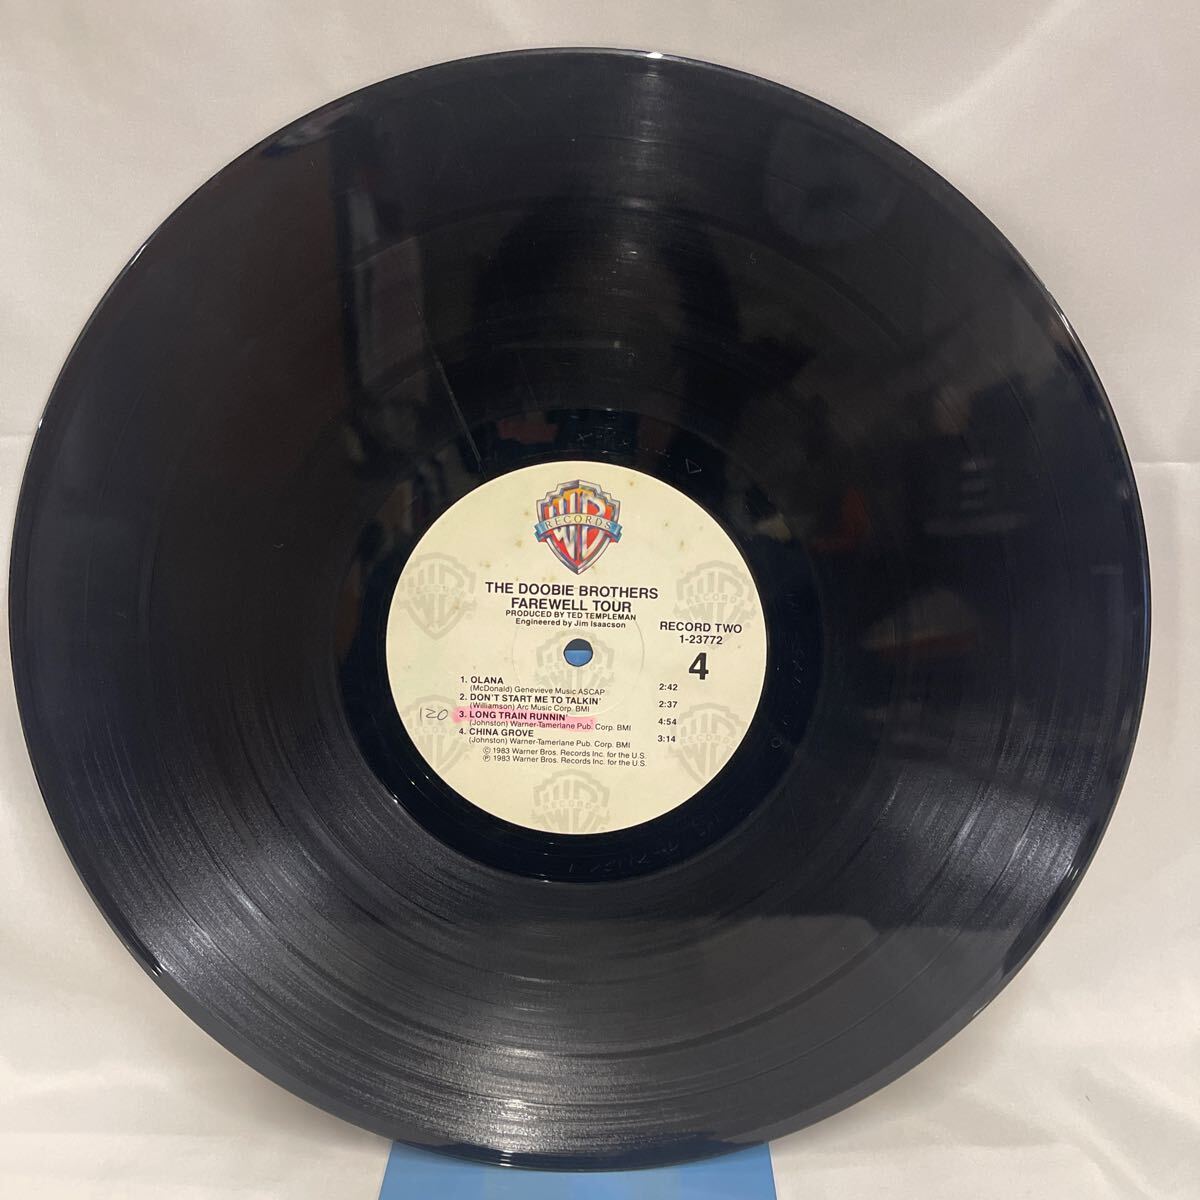 WB
RECORDS
THE DOOBIE BROTHERS
FAREWELL TOUR
PRODUCED BY TED TEMPLEMAN
Engineered by Jim Isaacson
RECORD TWO
1-23772
4
1. OLANA
(McDonald) Genevieve Music ASCAP 2:42
2. DON'T START ME TO TALKIN'
(Williamson) Arc Music Corp. BMI 2:37
120 3. LONG TRAIN RUNNIN'
(Johnston) Warner-Tamerlane Pub. Corp. BMI 4:54
4. CHINA GROVE
(Johnston) Warner-Tamerlane Pub. Corp. BMI 3:14
© 1983 Warner Bros. Records Inc. for the U.S.
℗ 1983 Warner Bros. Records Inc. for the U.S.